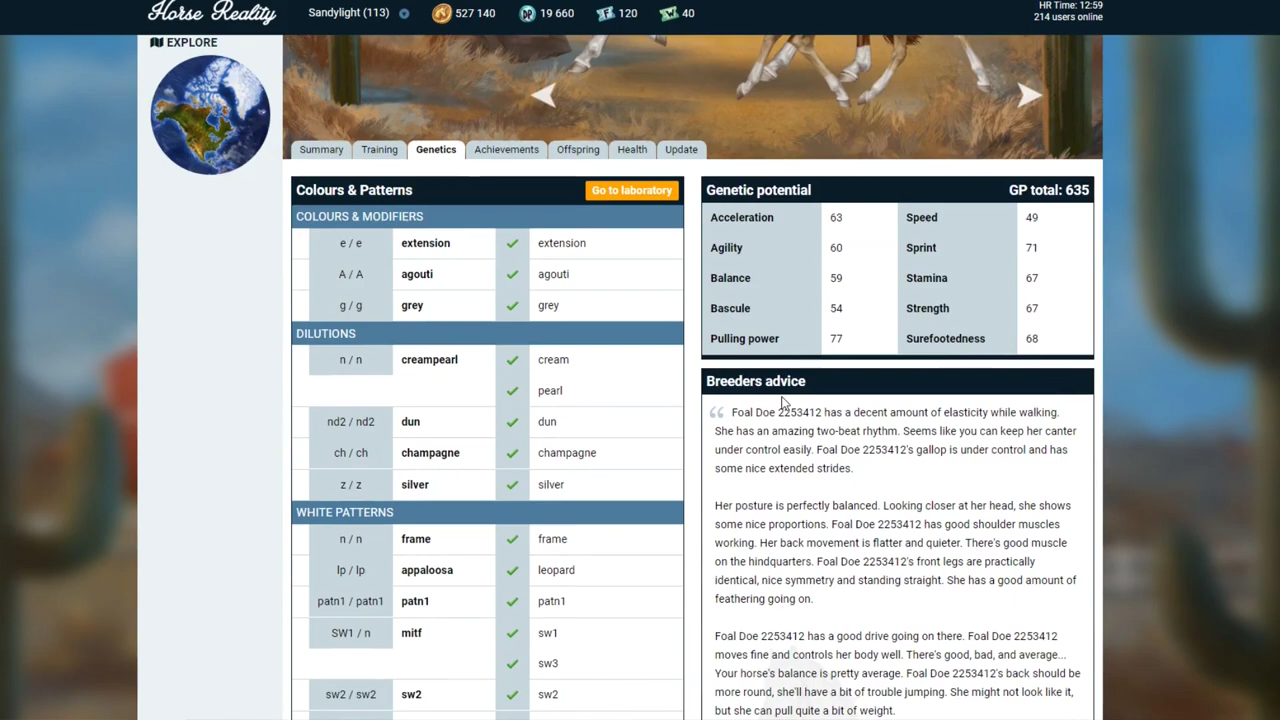 Horse Reality
Sandylight (113)
527 140
DP 19 660
F 120
W 40
HR Time: 12:59
214 users online
EXPLORE
Summary
Training
Genetics
Achievements
Offspring
Health
Update
Colours & Patterns
Go to laboratory
COLOURS & MODIFIERS
e / e extension extension
A / A agouti agouti
g / g grey grey
DILUTIONS
n / n creampearl cream
pearl
nd2 / nd2 dun dun
ch / ch champagne champagne
z / z silver silver
WHITE PATTERNS
n / n frame frame
lp / lp appaloosa leopard
patn1 / patn1 patn1 patn1
SW1 / n mitf sw1
sw3
sw2 / sw2 sw2 sw2
Genetic potential GP total: 635
Acceleration 63 Speed 49
Agility 60 Sprint 71
Balance 59 Stamina 67
Bascule 54 Strength 67
Pulling power 77 Surefootedness 68
Breeders advice
“ Foal Doe 2253412 has a decent amount of elasticity while walking.
She has an amazing two-beat rhythm. Seems like you can keep her canter
under control easily. Foal Doe 2253412's gallop is under control and has
some nice extended strides.
Her posture is perfectly balanced. Looking closer at her head, she shows
some nice proportions. Foal Doe 2253412 has good shoulder muscles
working. Her back movement is flatter and quieter. There's good muscle
on the hindquarters. Foal Doe 2253412's front legs are practically
identical, nice symmetry and standing straight. She has a good amount of
feathering going on.
Foal Doe 2253412 has a good drive going on there. Foal Doe 2253412
moves fine and controls her body well. There's good, bad, and average...
Your horse's balance is pretty average. Foal Doe 2253412's back should be
more round, she'll have a bit of trouble jumping. She might not look like it,
but she can pull quite a bit of weight.